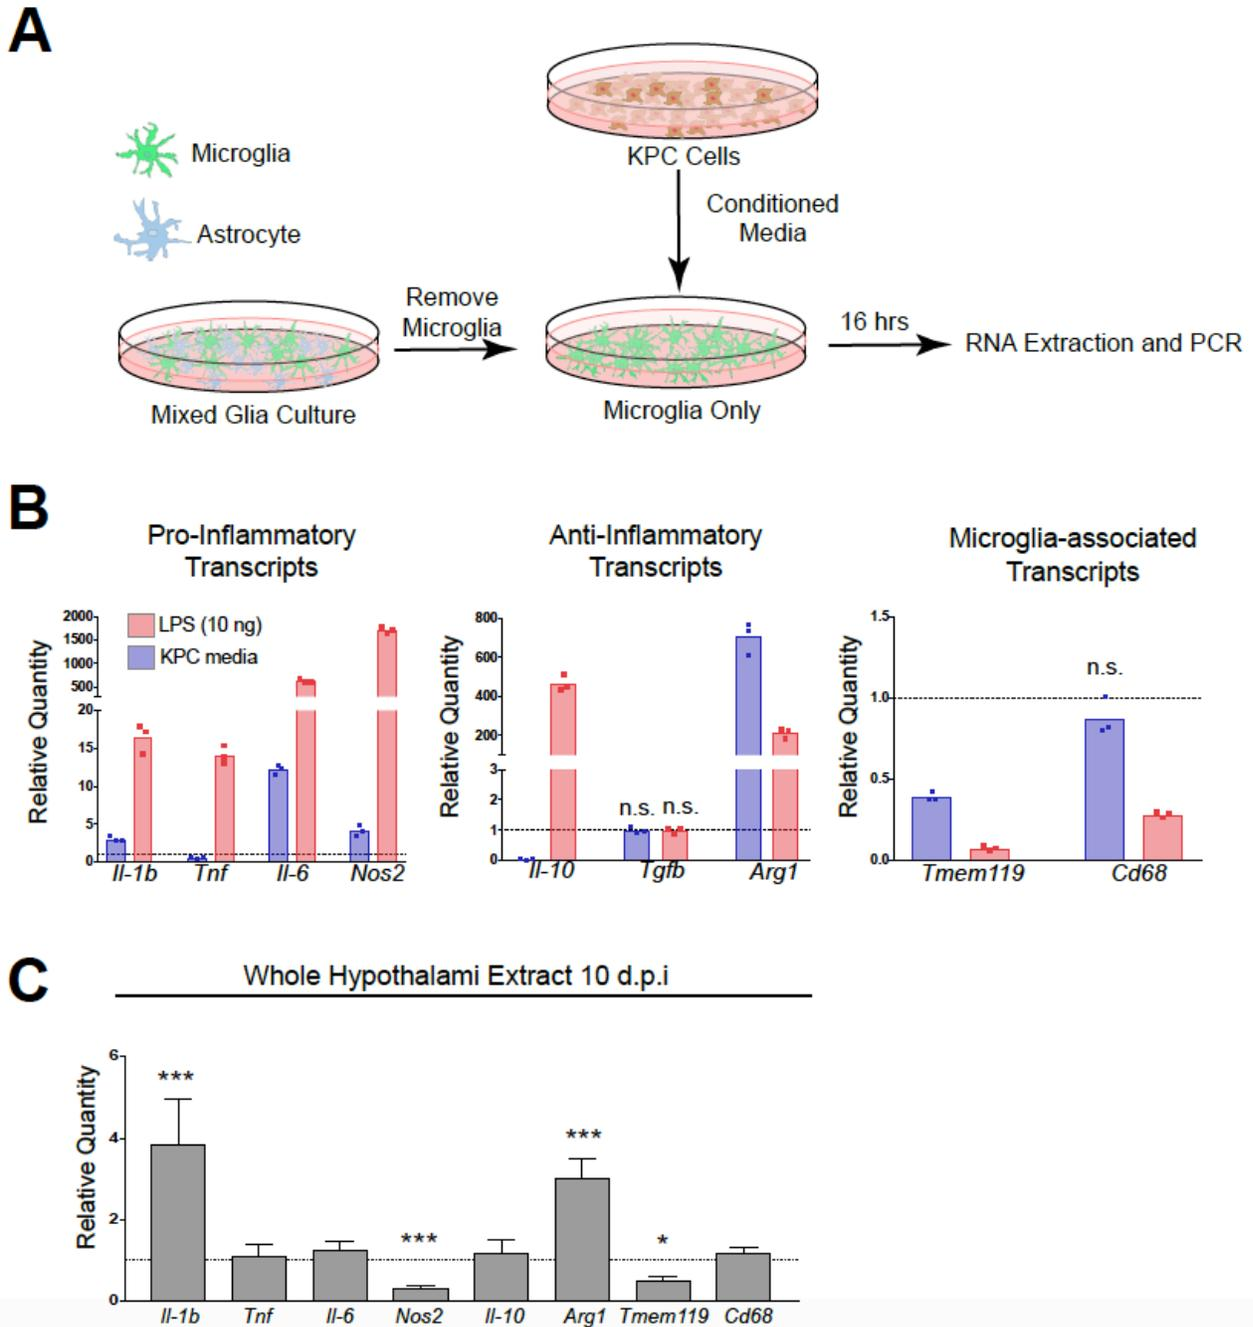 A
Microglia
Astrocyte
KPC Cells
Conditioned
Media
Remove
Microglia
16 hrs
RNA Extraction and PCR
Mixed Glia Culture
Microglia Only
B
Pro-Inflammatory
Transcripts
Relative Quantity
2000
1500
1000
500
20
15
10
5
0
LPS (10 ng)
KPC media
Il-1b Tnf Il-6 Nos2
Anti-Inflammatory
Transcripts
Relative Quantity
800
600
400
200
3
2
1
0
n.s. n.s.
Il-10 Tgfb Arg1
Microglia-associated
Transcripts
Relative Quantity
1.5
1.0
0.5
0.0
n.s.
Tmem119 Cd68
C
Whole Hypothalami Extract 10 d.p.i
Relative Quantity
6
4
2
0
*** *** *** *
Il-1b Tnf Il-6 Nos2 Il-10 Arg1 Tmem119 Cd68